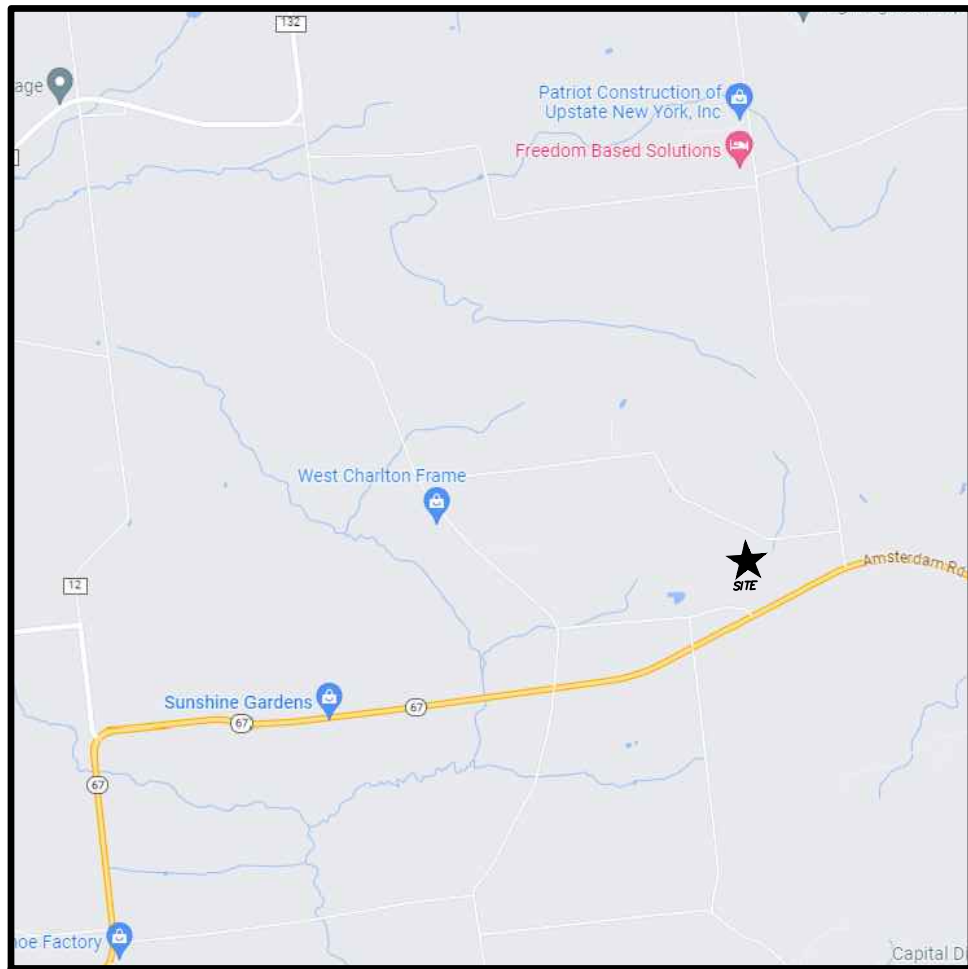 132
age
Patriot Construction of
Upstate New York, Inc
Freedom Based Solutions
West Charlton Frame
Amsterdam Rd
SITE
12
Sunshine Gardens
67
67
67
oe Factory
Capital Di